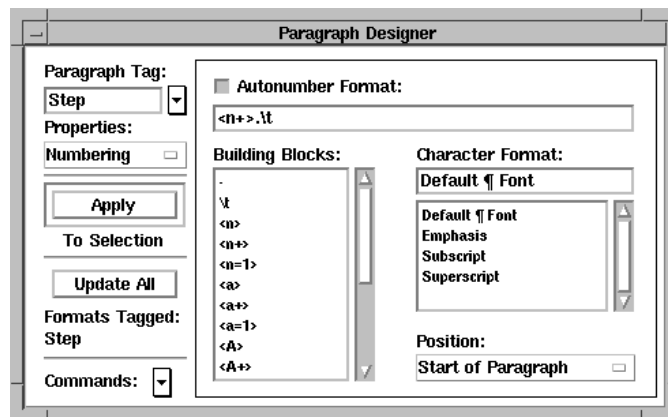 Paragraph Designer
Paragraph Tag:
Step
Properties:
Numbering
Apply
To Selection
Update All
Formats Tagged:
Step
Commands:
Autonumber Format:
<n+>.\t
Building Blocks:
.
\t
<n>
<n+>
<n=1>
<a>
<a+>
<a=1>
<A>
<A+>
Character Format:
Default ¶ Font
Default ¶ Font
Emphasis
Subscript
Superscript
Position:
Start of Paragraph